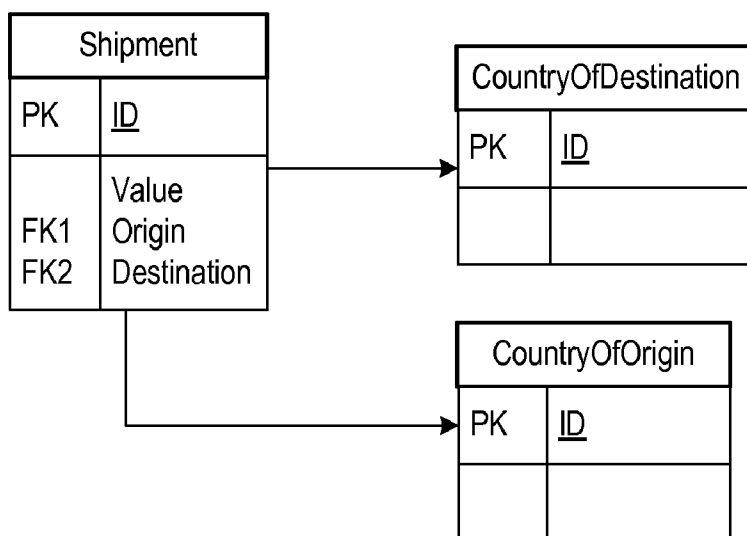 Shipment
PK ID
Value
FK1 Origin
FK2 Destination
CountryOfDestination
PK ID
CountryOfOrigin
PK ID